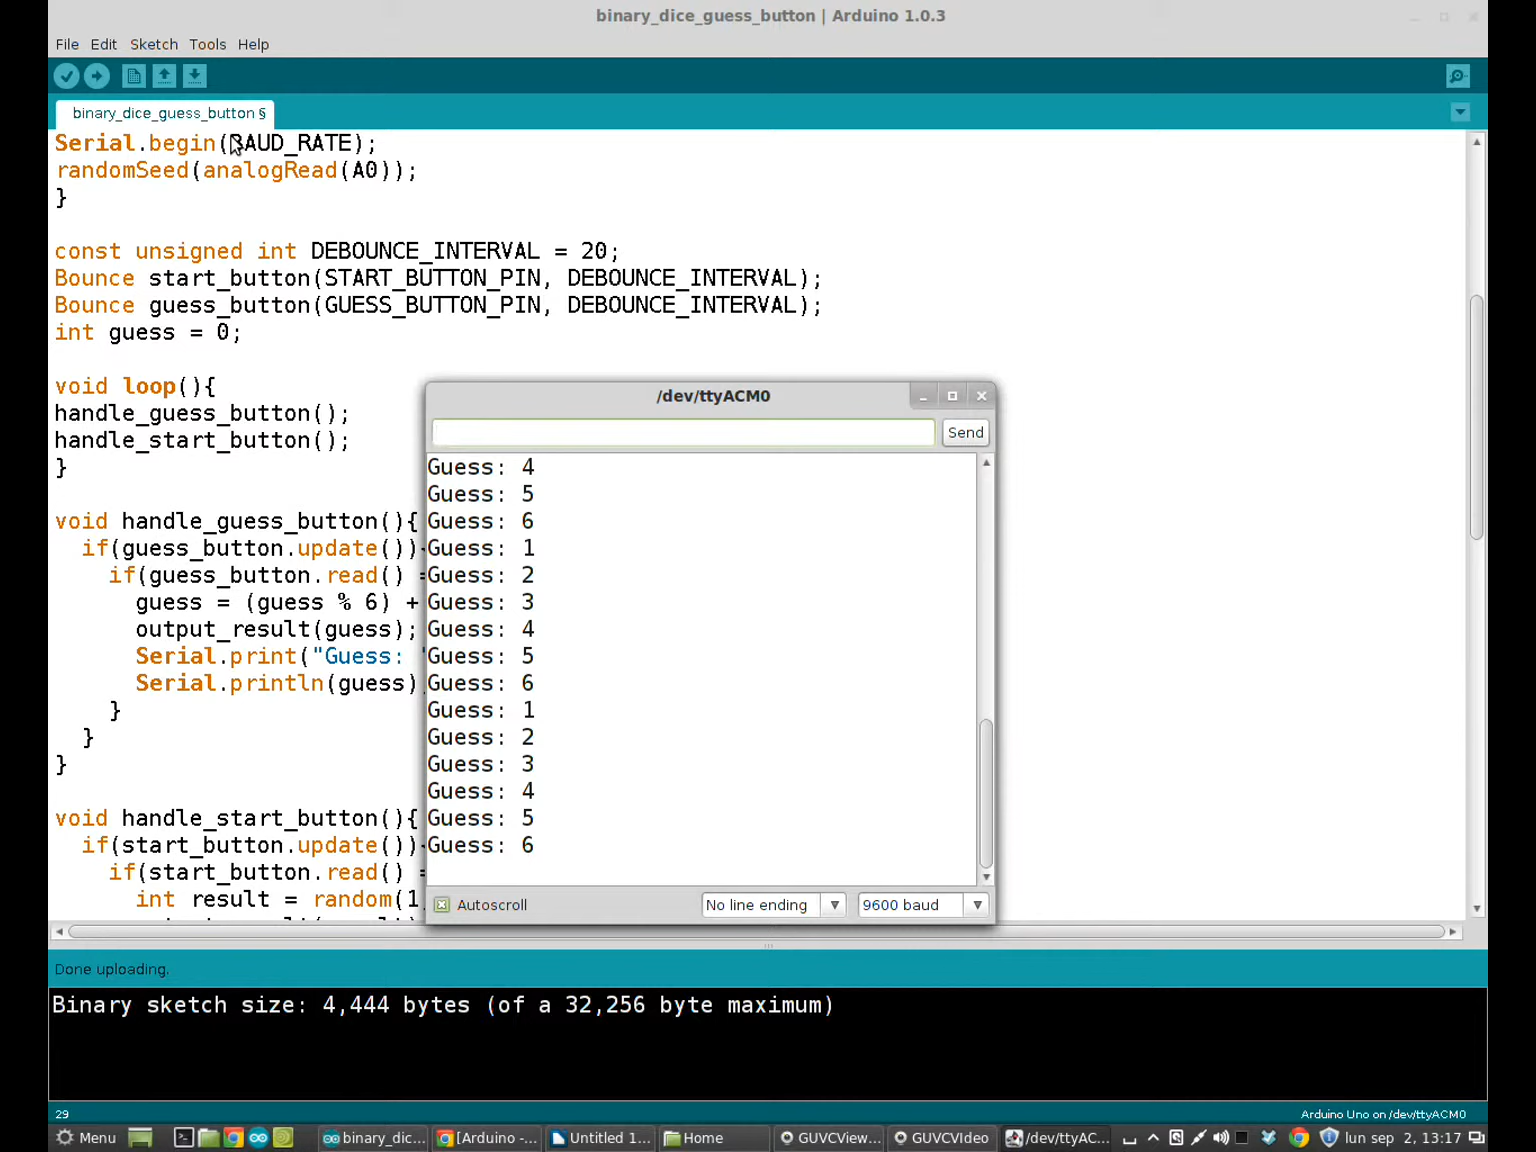 binary_dice_guess_button | Arduino 1.0.3
File Edit Sketch Tools Help
binary_dice_guess_button §
Serial.begin(BAUD_RATE);
randomSeed(analogRead(A0));
}
const unsigned int DEBOUNCE_INTERVAL = 20;
Bounce start_button(START_BUTTON_PIN, DEBOUNCE_INTERVAL);
Bounce guess_button(GUESS_BUTTON_PIN, DEBOUNCE_INTERVAL);
int guess = 0;
void loop(){
handle_guess_button();
handle_start_button();
}
void handle_guess_button(){
if(guess_button.update())
if(guess_button.read() =
guess = (guess % 6) +
output_result(guess);
Serial.print("Guess: "
Serial.println(guess)
}
}
}
void handle_start_button(){
if(start_button.update())
if(start_button.read() =
int result = random(1,
/dev/ttyACM0
Send
Guess: 4
Guess: 5
Guess: 6
Guess: 1
Guess: 2
Guess: 3
Guess: 4
Guess: 5
Guess: 6
Guess: 1
Guess: 2
Guess: 3
Guess: 4
Guess: 5
Guess: 6
Autoscroll No line ending 9600 baud
Done uploading.
Binary sketch size: 4,444 bytes (of a 32,256 byte maximum)
29 Arduino Uno on /dev/ttyACM0
Menu binary_dic... [Arduino -... Untitled 1... Home GUVCView... GUVCVIdeo /dev/ttyAC... lun sep 2, 13:17